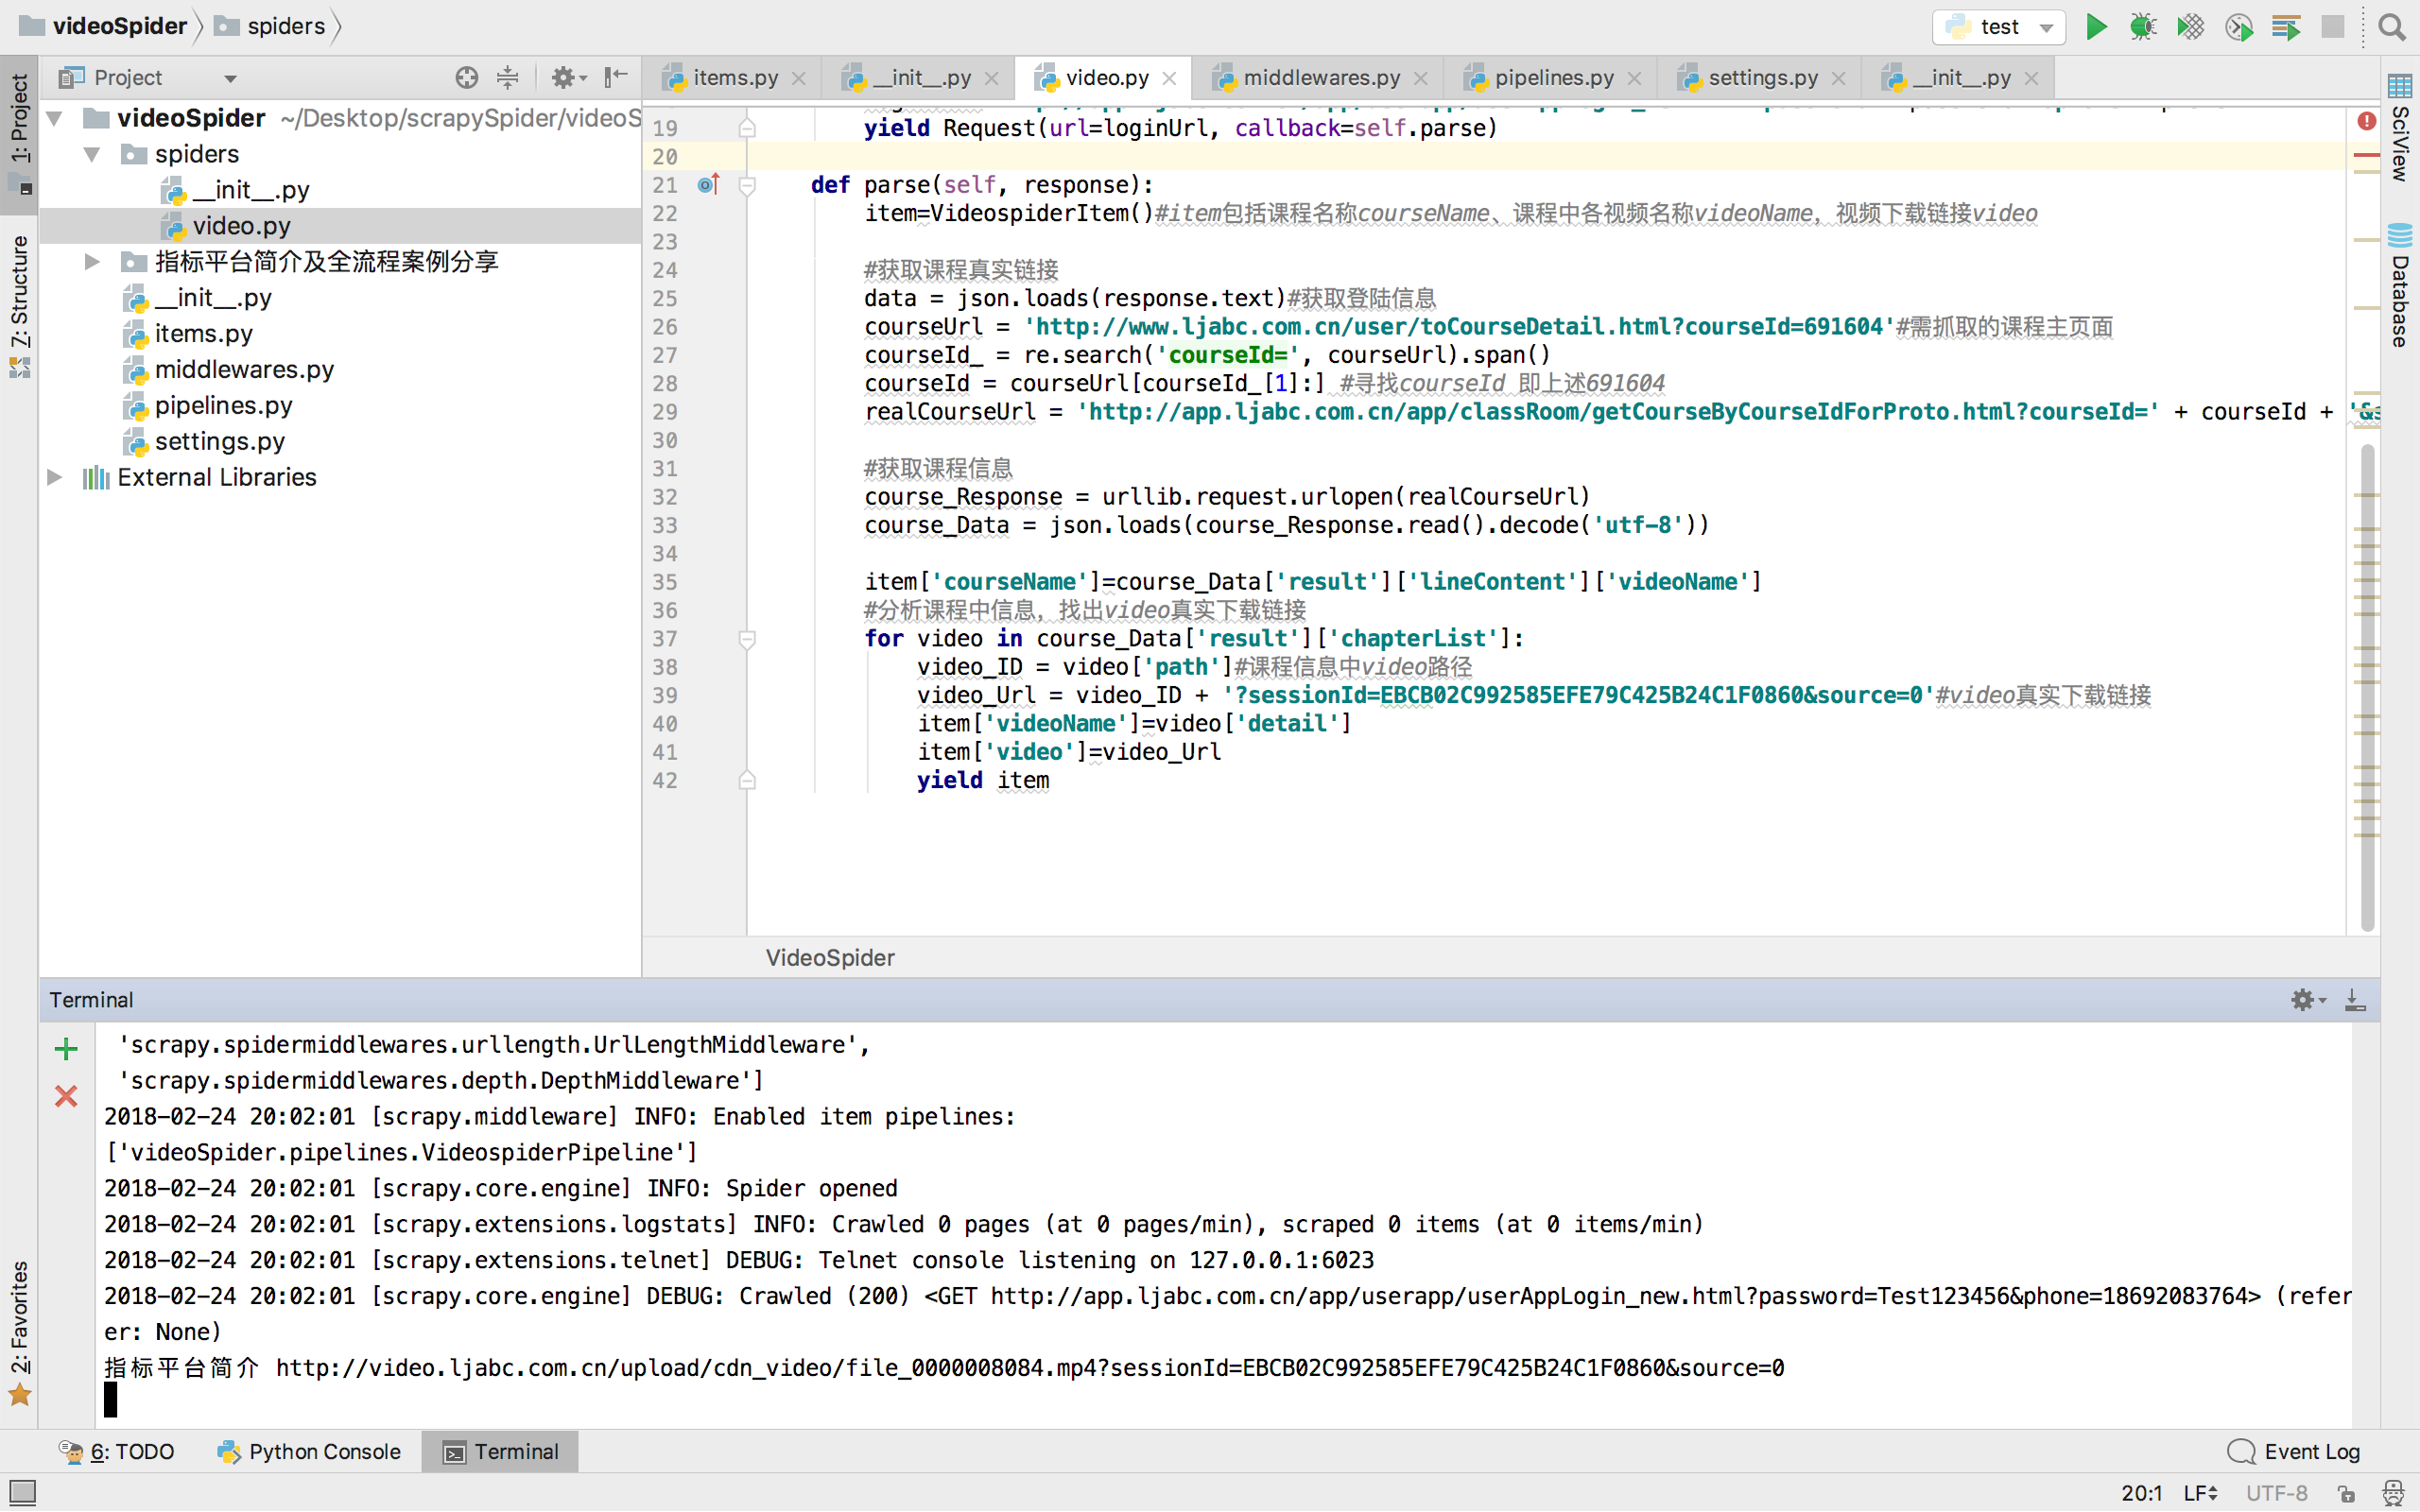 videoSpider
spiders
test
Project
items.py
__init__.py
video.py
middlewares.py
pipelines.py
settings.py
__init__.py
1: Project
7: Structure
2: Favorites
SciView
Database
videoSpider ~/Desktop/scrapySpider/videoS
spiders
__init__.py
video.py
指标平台简介及全流程案例分享
__init__.py
items.py
middlewares.py
pipelines.py
settings.py
External Libraries
19 yield Request(url=loginUrl, callback=self.parse)
20
21 def parse(self, response):
22 item=VideospiderItem()#item包括课程名称courseName、课程中各视频名称videoName，视频下载链接video
23
24 #获取课程真实链接
25 data = json.loads(response.text)#获取登陆信息
26 courseUrl = 'http://www.ljabc.com.cn/user/toCourseDetail.html?courseId=691604'#需抓取的课程主页面
27 courseId_ = re.search('courseId=', courseUrl).span()
28 courseId = courseUrl[courseId_[1]:] #寻找courseId 即上述691604
29 realCourseUrl = 'http://app.ljabc.com.cn/app/classRoom/getCourseByCourseIdForProto.html?courseId=' + courseId + '&s
30
31 #获取课程信息
32 course_Response = urllib.request.urlopen(realCourseUrl)
33 course_Data = json.loads(course_Response.read().decode('utf-8'))
34
35 item['courseName']=course_Data['result']['lineContent']['videoName']
36 #分析课程中信息，找出video真实下载链接
37 for video in course_Data['result']['chapterList']:
38 video_ID = video['path']#课程信息中video路径
39 video_Url = video_ID + '?sessionId=EBCB02C992585EFE79C425B24C1F0860&source=0'#video真实下载链接
40 item['videoName']=video['detail']
41 item['video']=video_Url
42 yield item
VideoSpider
Terminal
'scrapy.spidermiddlewares.urllength.UrlLengthMiddleware',
'scrapy.spidermiddlewares.depth.DepthMiddleware']
2018-02-24 20:02:01 [scrapy.middleware] INFO: Enabled item pipelines:
['videoSpider.pipelines.VideospiderPipeline']
2018-02-24 20:02:01 [scrapy.core.engine] INFO: Spider opened
2018-02-24 20:02:01 [scrapy.extensions.logstats] INFO: Crawled 0 pages (at 0 pages/min), scraped 0 items (at 0 items/min)
2018-02-24 20:02:01 [scrapy.extensions.telnet] DEBUG: Telnet console listening on 127.0.0.1:6023
2018-02-24 20:02:01 [scrapy.core.engine] DEBUG: Crawled (200) <GET http://app.ljabc.com.cn/app/userapp/userAppLogin_new.html?password=Test123456&phone=18692083764> (refer
er: None)
指标平台简介 http://video.ljabc.com.cn/upload/cdn_video/file_0000008084.mp4?sessionId=EBCB02C992585EFE79C425B24C1F0860&source=0
6: TODO
Python Console
Terminal
Event Log
20:1
LF
UTF-8